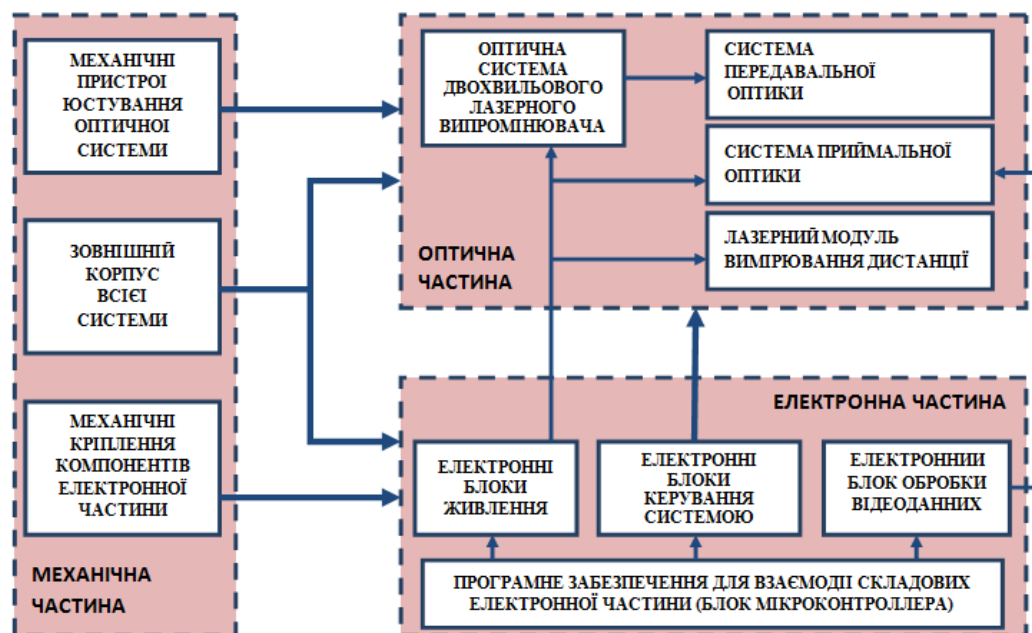 МЕХАНІЧНІ
ПРИСТРОЇ
ЮСТУВАННЯ
ОПТИЧНОЇ
СИСТЕМИ
ЗОВНІШНІЙ
КОРПУС
ВСІЄЇ
СИСТЕМИ
МЕХАНІЧНІ
КРІПЛЕННЯ
КОМПОНЕНТІВ
ЕЛЕКТРОННОЇ
ЧАСТИНИ
МЕХАНІЧНА
ЧАСТИНА
ОПТИЧНА
СИСТЕМА
ДВОХВИЛЬОВОГО
ЛАЗЕРНОГО
ВИПРОМІНЮВАЧА
СИСТЕМА
ПЕРЕДАВАЛЬНОЇ
ОПТИКИ
СИСТЕМА ПРИЙМАЛЬНОЇ
ОПТИКИ
ЛАЗЕРНИЙ МОДУЛЬ
ВИМІРЮВАННЯ ДИСТАНЦІЇ
ОПТИЧНА
ЧАСТИНА
ЕЛЕКТРОННА ЧАСТИНА
ЕЛЕКТРОННІ
БЛОКИ
ЖИВЛЕННЯ
ЕЛЕКТРОННІ
БЛОКИ
КЕРУВАННЯ
СИСТЕМОЮ
ЕЛЕКТРОННИИ
БЛОК ОБРОБКИ
ВІДЕОДАННИХ
ПРОГРАМНЕ ЗАБЕЗПЕЧЕННЯ ДЛЯ ВЗАЄМОДІЇ СКЛАДОВИХ
ЕЛЕКТРОННОЇ ЧАСТИНИ (БЛОК МІКРОКОНТРОЛЛЕРА)